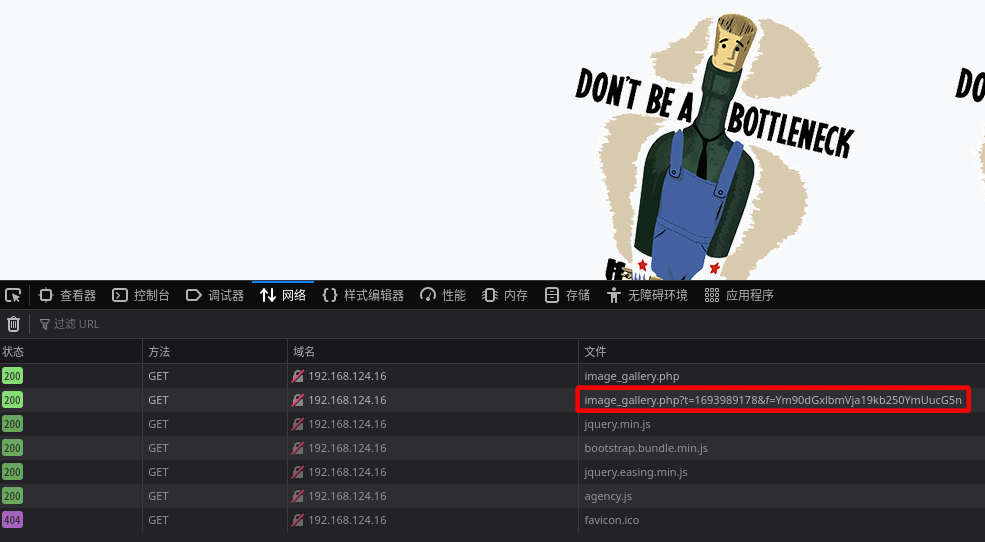 DON'T BE A BOTTLENECK
DO
查看器 控制台 调试器 网络 样式编辑器 性能 内存 存储 无障碍环境 应用程序
过滤 URL
状态 方法 域名 文件
200 GET 192.168.124.16 image_gallery.php
200 GET 192.168.124.16 image_gallery.php?t=1693989178&f=Ym90dGxlbmVja19kb250YmUucG5n
200 GET 192.168.124.16 jquery.min.js
200 GET 192.168.124.16 bootstrap.bundle.min.js
200 GET 192.168.124.16 jquery.easing.min.js
200 GET 192.168.124.16 agency.js
404 GET 192.168.124.16 favicon.ico